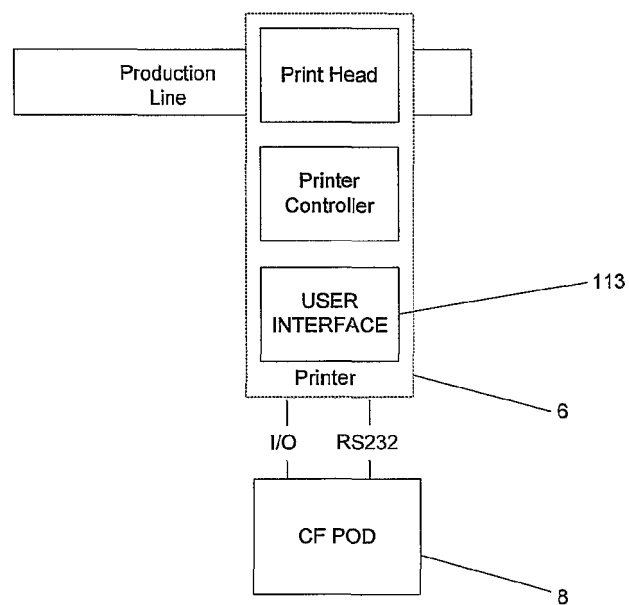 Production
Line
Print Head
Printer
Controller
USER
INTERFACE
113
Printer
6
I/O
RS232
CF POD
8